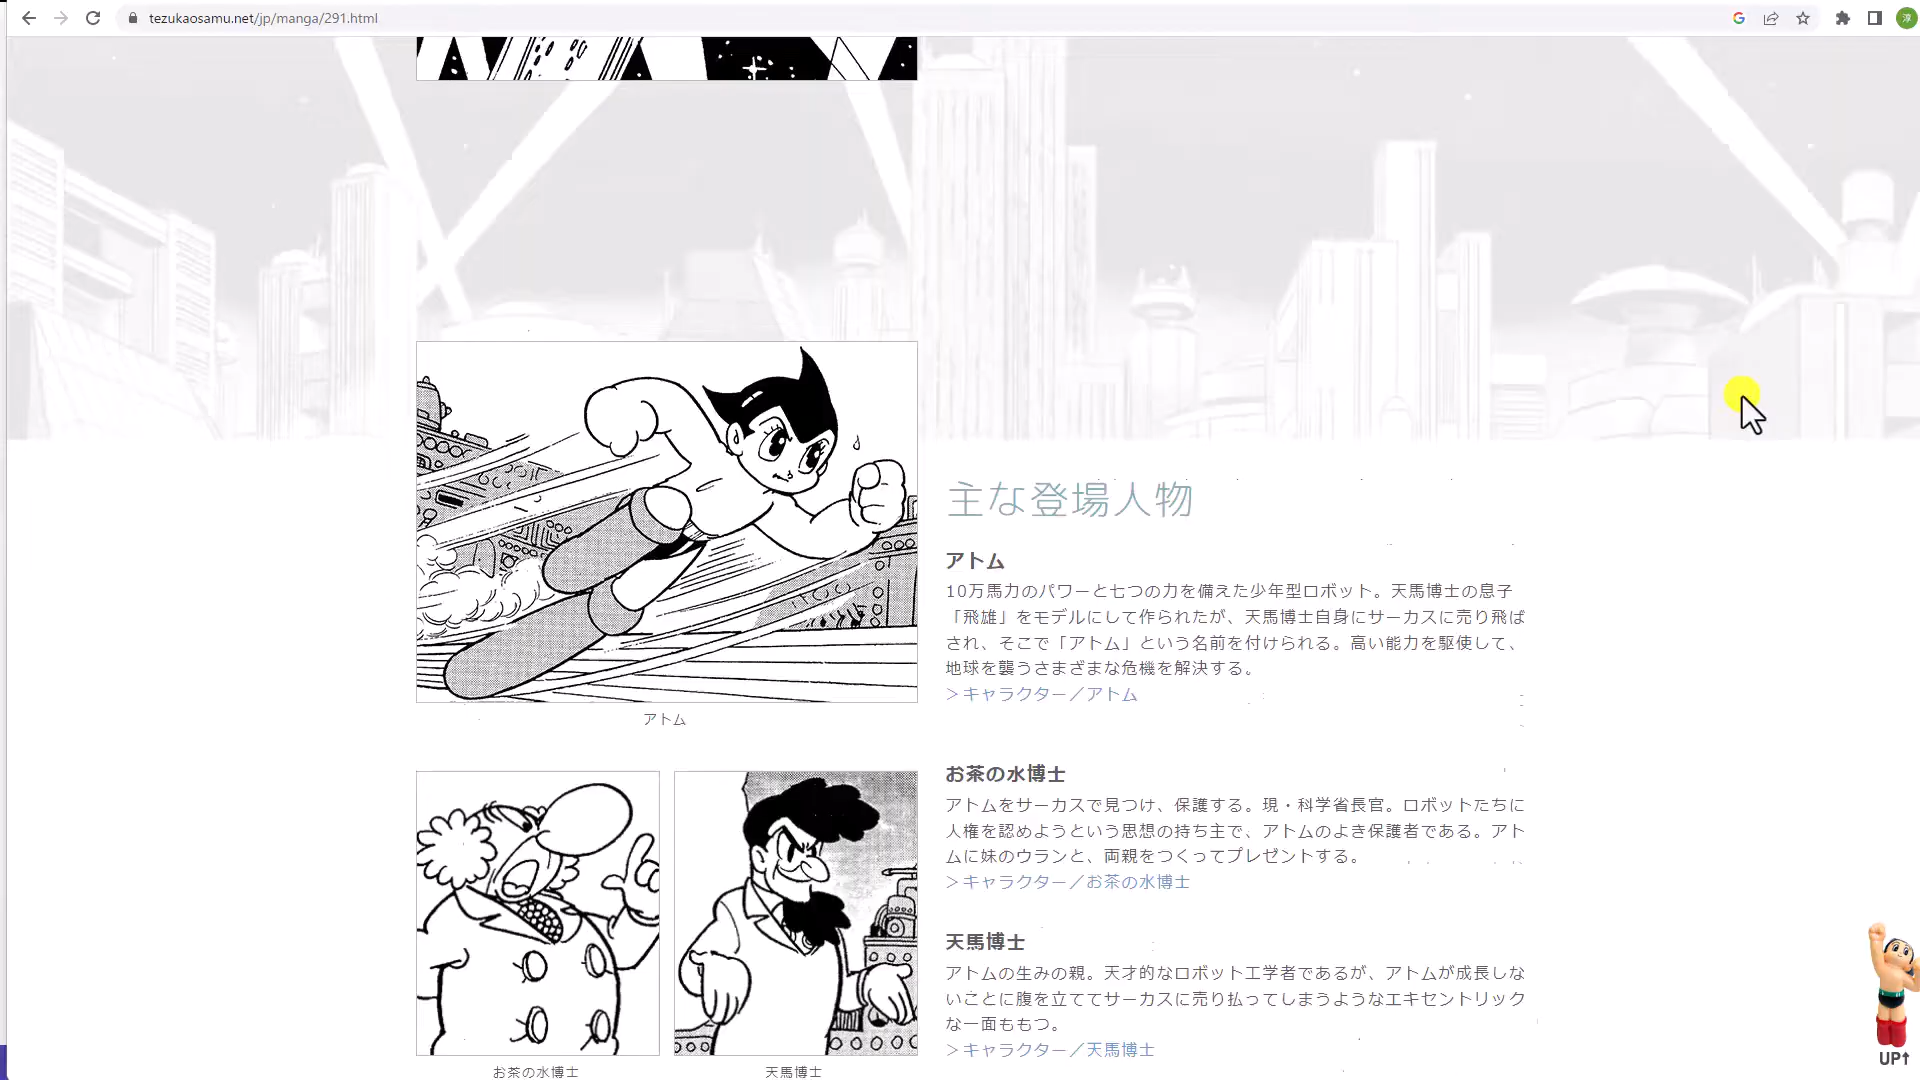 tezukaosamu.net/jp/manga/291.html
主な登場人物
アトム
10万馬力のパワーと七つの力を備えた少年型ロボット。天馬博士の息子
「飛雄」をモデルにして作られたが、天馬博士自身にサーカスに売り飛ば
され、そこで「アトム」という名前を付けられる。高い能力を駆使して、
地球を襲うさまざまな危機を解決する。
＞キャラクター／アトム
アトム
お茶の水博士
アトムをサーカスで見つけ、保護する。現・科学省長官。ロボットたちに
人権を認めようという思想の持ち主で、アトムのよき保護者である。アト
ムに妹のウランと、両親をつくってプレゼントする。
＞キャラクター／お茶の水博士
天馬博士
アトムの生みの親。天才的なロボット工学者であるが、アトムが成長しな
いことに腹を立ててサーカスに売り払ってしまうようなエキセントリック
な一面ももつ。
＞キャラクター／天馬博士
お茶の水博士
天馬博士
UP↑